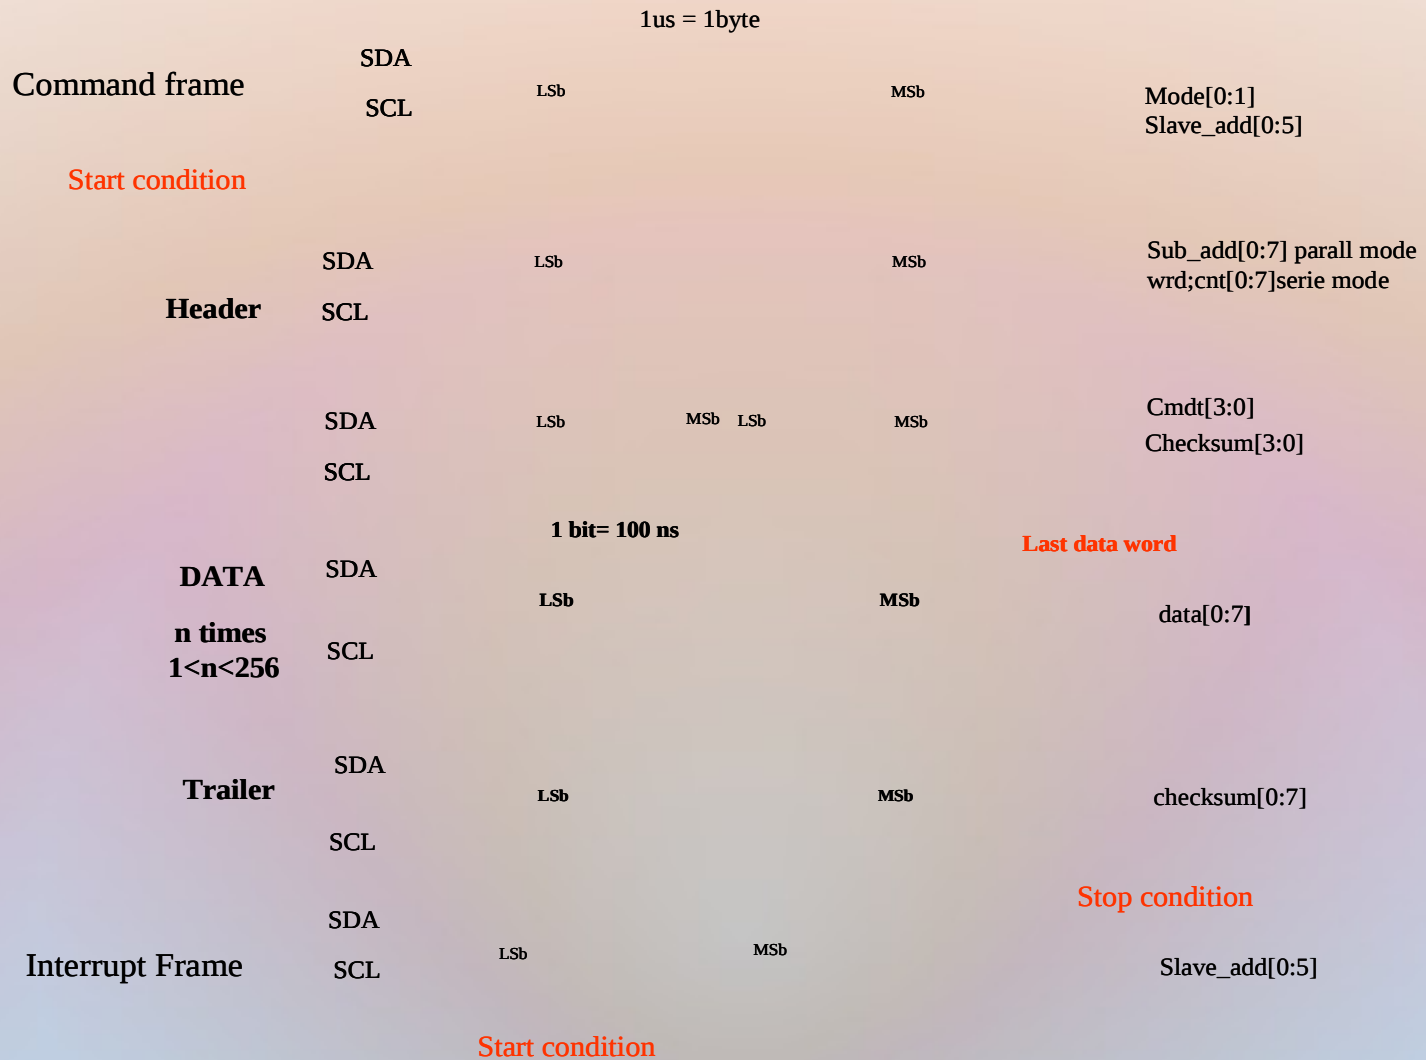 1us = 1byte
SDA
Command frame
LSb MSb
SCL
Mode[0:1]
Slave_add[0:5]
Start condition
SDA
LSb MSb
Sub_add[0:7] parall mode
wrd;cnt[0:7]serie mode
Header
SCL
SDA
LSb MSb LSb MSb
Cmdt[3:0]
Checksum[3:0]
SCL
1 bit= 100 ns
Last data word
DATA
SDA
LSb MSb
data[0:7]
n times
1<n<256
SCL
SDA
Trailer
LSb MSb
checksum[0:7]
SCL
Stop condition
SDA
LSb MSb
Interrupt Frame
SCL
Slave_add[0:5]
Start condition